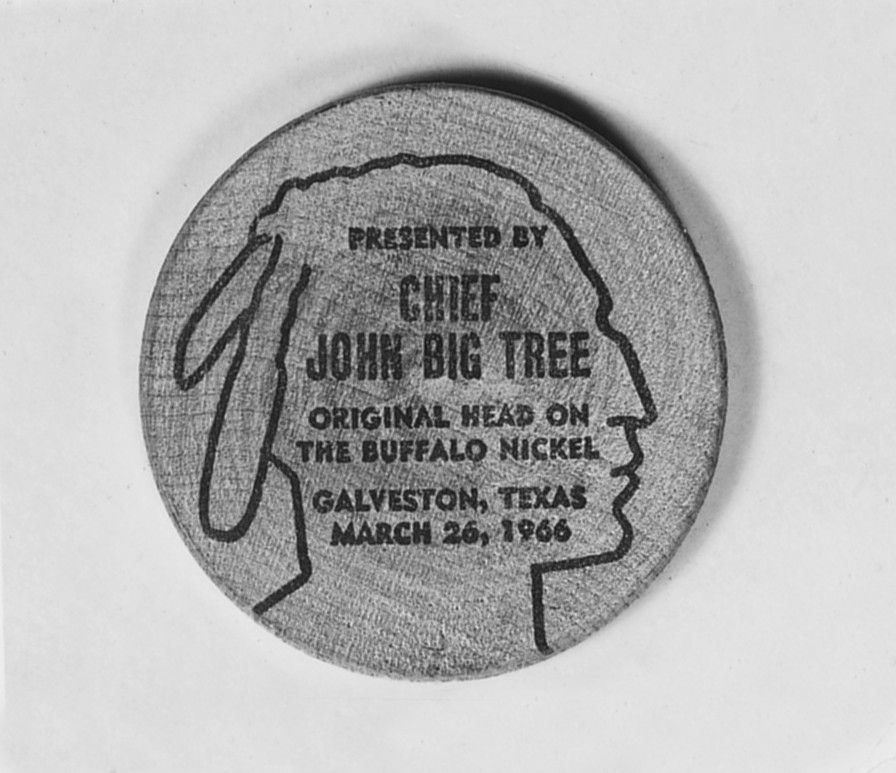 PRESENTED BY
CHIEF
JOHN BIG TREE
ORIGINAL HEAD ON
THE BUFFALO NICKEL
GALVESTON, TEXAS
MARCH 26, 1966